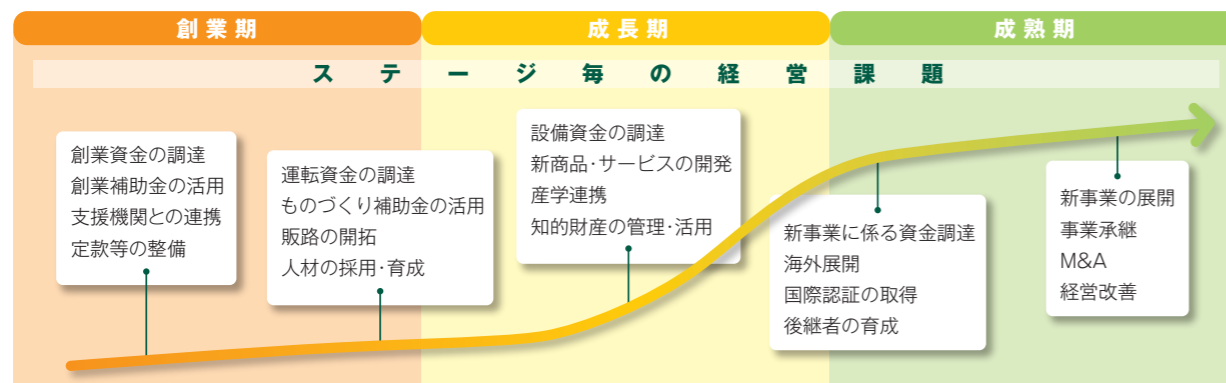 創業期
成長期
成熟期
ステージ毎の経営課題
創業資金の調達
創業補助金の活用
支援機関との連携
定款等の整備
運転資金の調達
ものづくり補助金の活用
販路の開拓
人材の採用・育成
設備資金の調達
新商品・サービスの開発
産学連携
知的財産の管理・活用
新事業に係る資金調達
海外展開
国際認証の取得
後継者の育成
新事業の展開
事業承継
M&A
経営改善